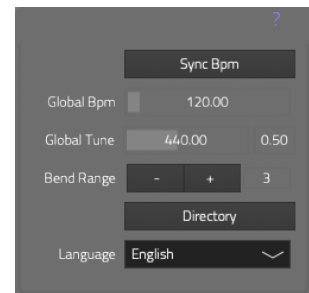 ?
Sync Bpm
Global Bpm 120.00
Global Tune 440.00 0.50
Bend Range - + 3
Directory
Language English